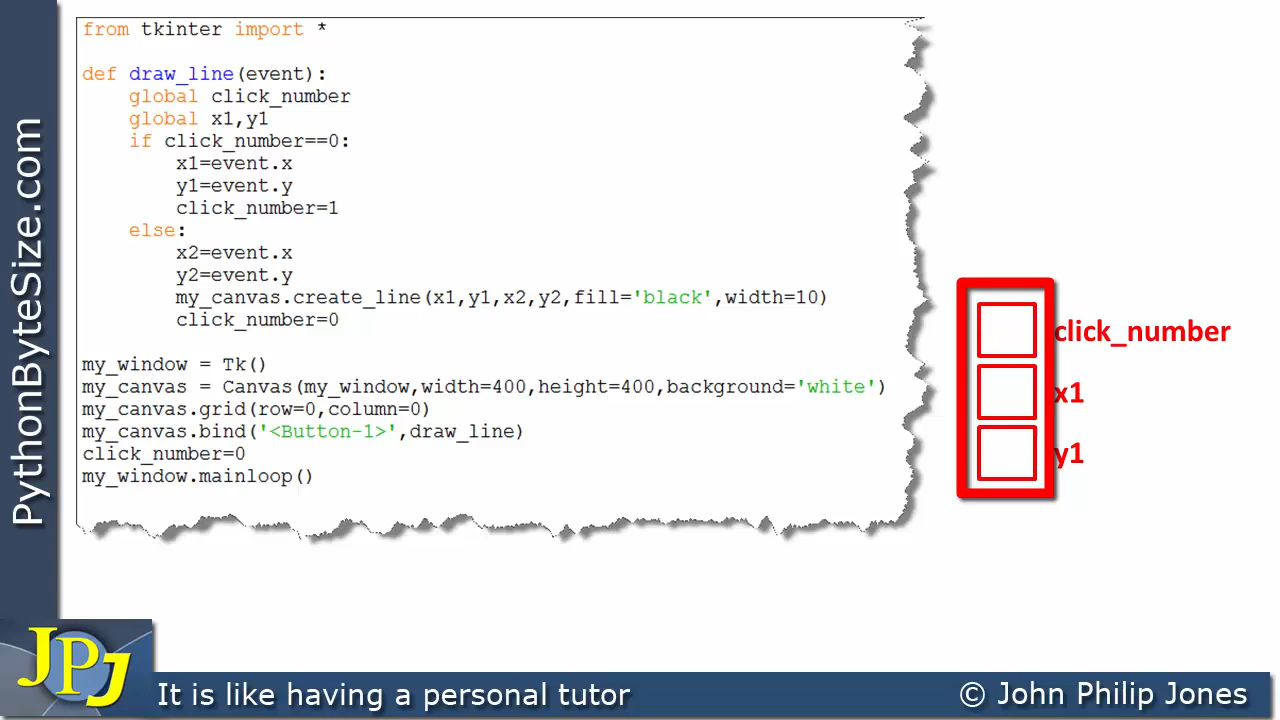 PythonByteSize.com
from tkinter import *
def draw_line(event):
    global click_number
    global x1,y1
    if click_number==0:
        x1=event.x
        y1=event.y
        click_number=1
    else:
        x2=event.x
        y2=event.y
        my_canvas.create_line(x1,y1,x2,y2,fill='black',width=10)
        click_number=0
my_window = Tk()
my_canvas = Canvas(my_window,width=400,height=400,background='white')
my_canvas.grid(row=0,column=0)
my_canvas.bind('<Button-1>',draw_line)
click_number=0
my_window.mainloop()
click_number
x1
y1
JPJ
It is like having a personal tutor
© John Philip Jones